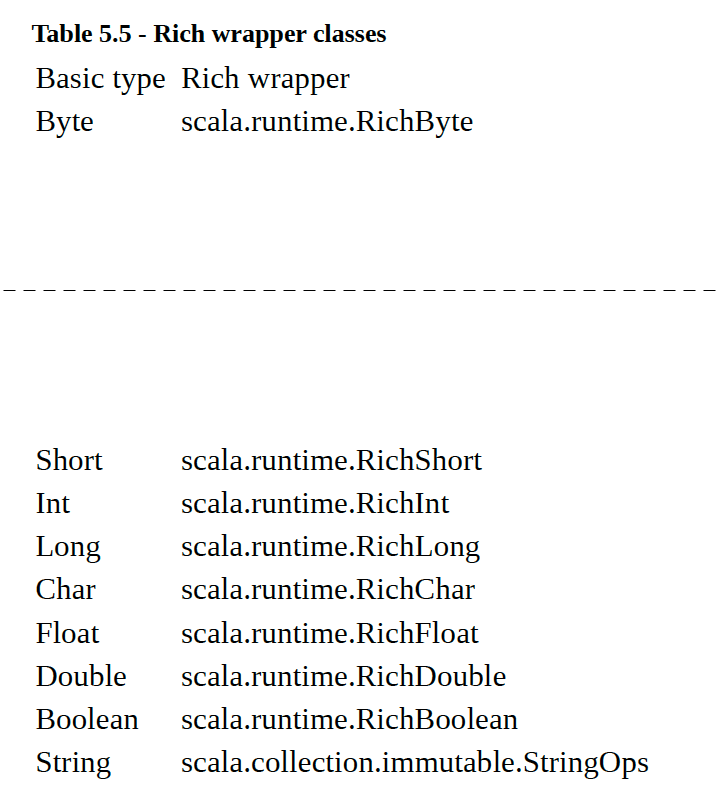 Table 5.5 - Rich wrapper classes
Basic type Rich wrapper
Byte scala.runtime.RichByte
Short scala.runtime.RichShort
Int scala.runtime.RichInt
Long scala.runtime.RichLong
Char scala.runtime.RichChar
Float scala.runtime.RichFloat
Double scala.runtime.RichDouble
Boolean scala.runtime.RichBoolean
String scala.collection.immutable.StringOps